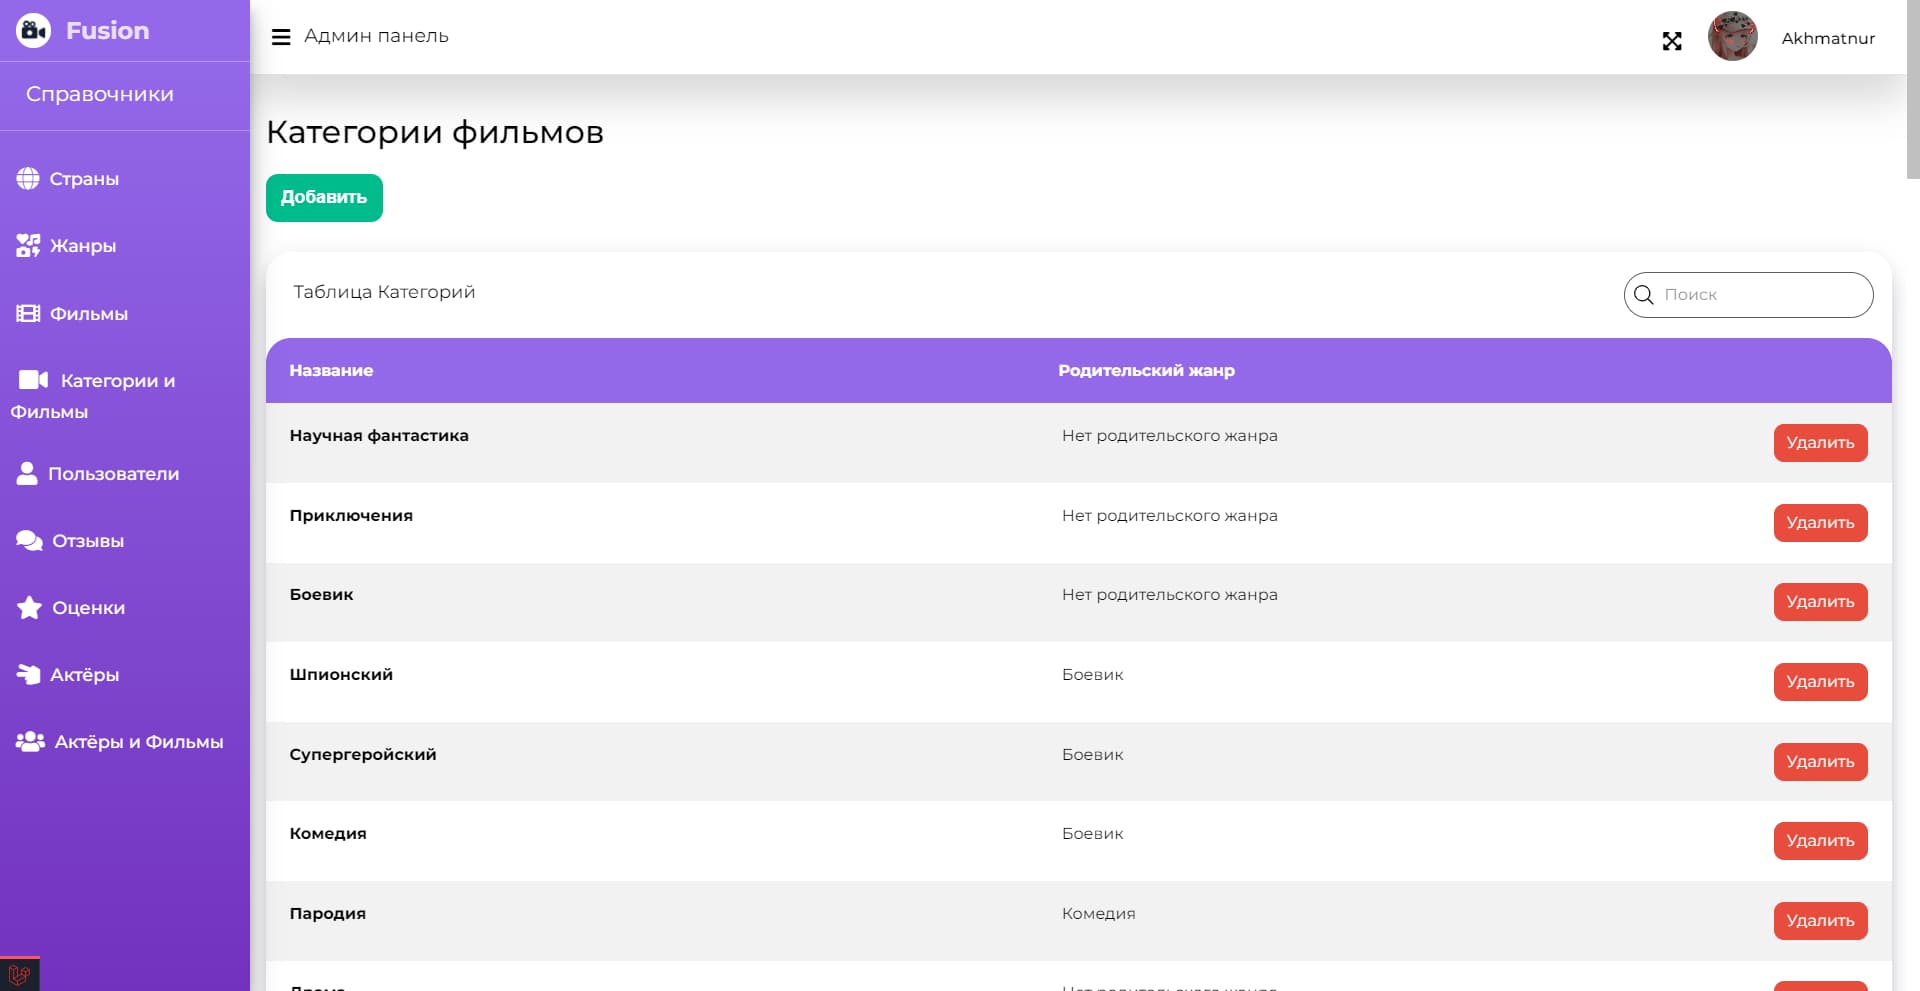 Fusion
Справочники
Страны
Жанры
Фильмы
Категории и
Фильмы
Пользователи
Отзывы
Оценки
Актёры
Актёры и Фильмы
Админ панель
Akhmatnur
Категории фильмов
Добавить
Таблица Категорий
Поиск
Название Родительский жанр
Научная фантастика Нет родительского жанра Удалить
Приключения Нет родительского жанра Удалить
Боевик Нет родительского жанра Удалить
Шпионский Боевик Удалить
Супергеройский Боевик Удалить
Комедия Боевик Удалить
Пародия Комедия Удалить